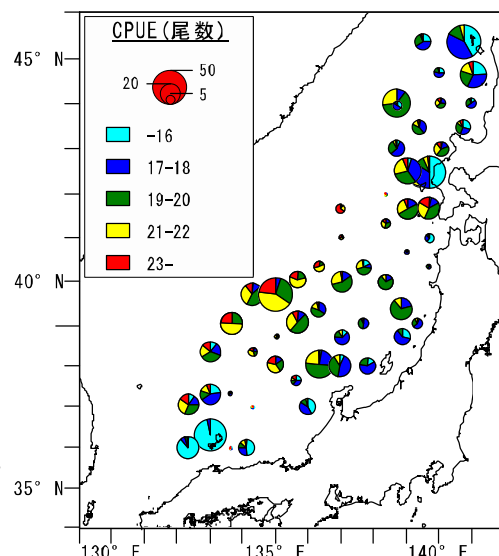 CPUE(尾数)
50
20
5
-16
17-18
19-20
21-22
23-
45° N
40° N
35° N
130° E
135° E
140° E